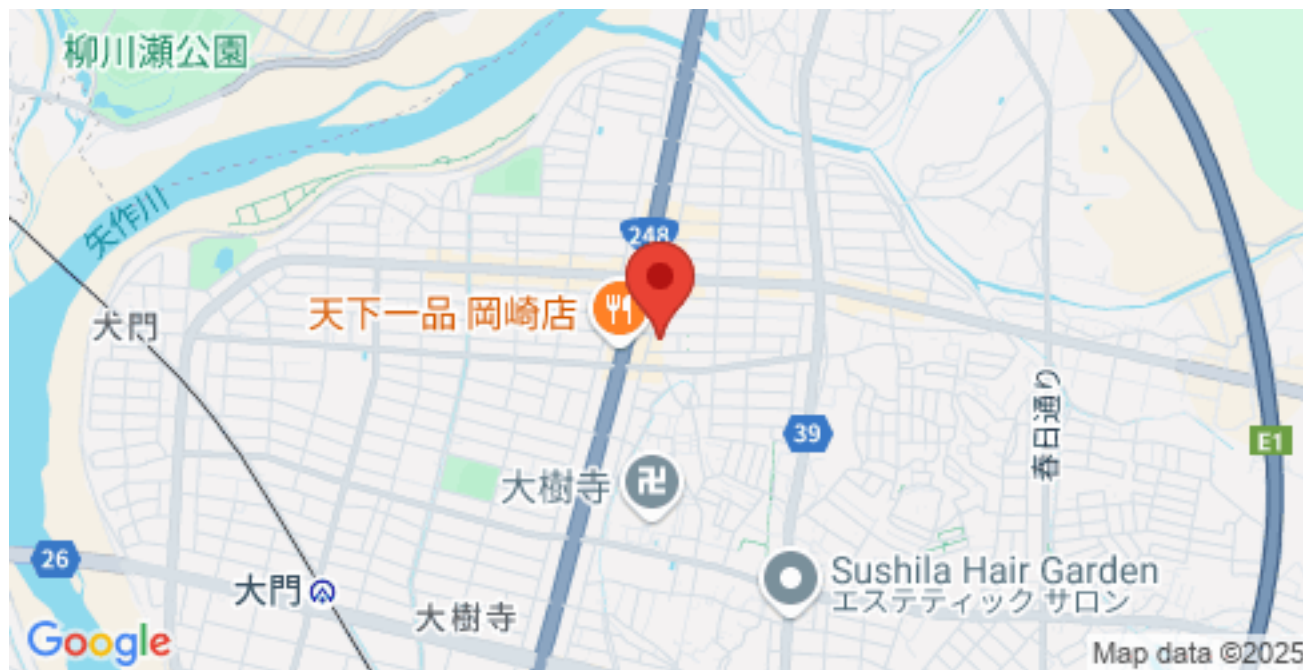 柳川瀬公園
矢作川
248
天下一品 岡崎店
大門
春日通り
39
E1
大樹寺
26
大門
Sushila Hair Garden
エステティック サロン
大樹寺
Google
Map data ©2025